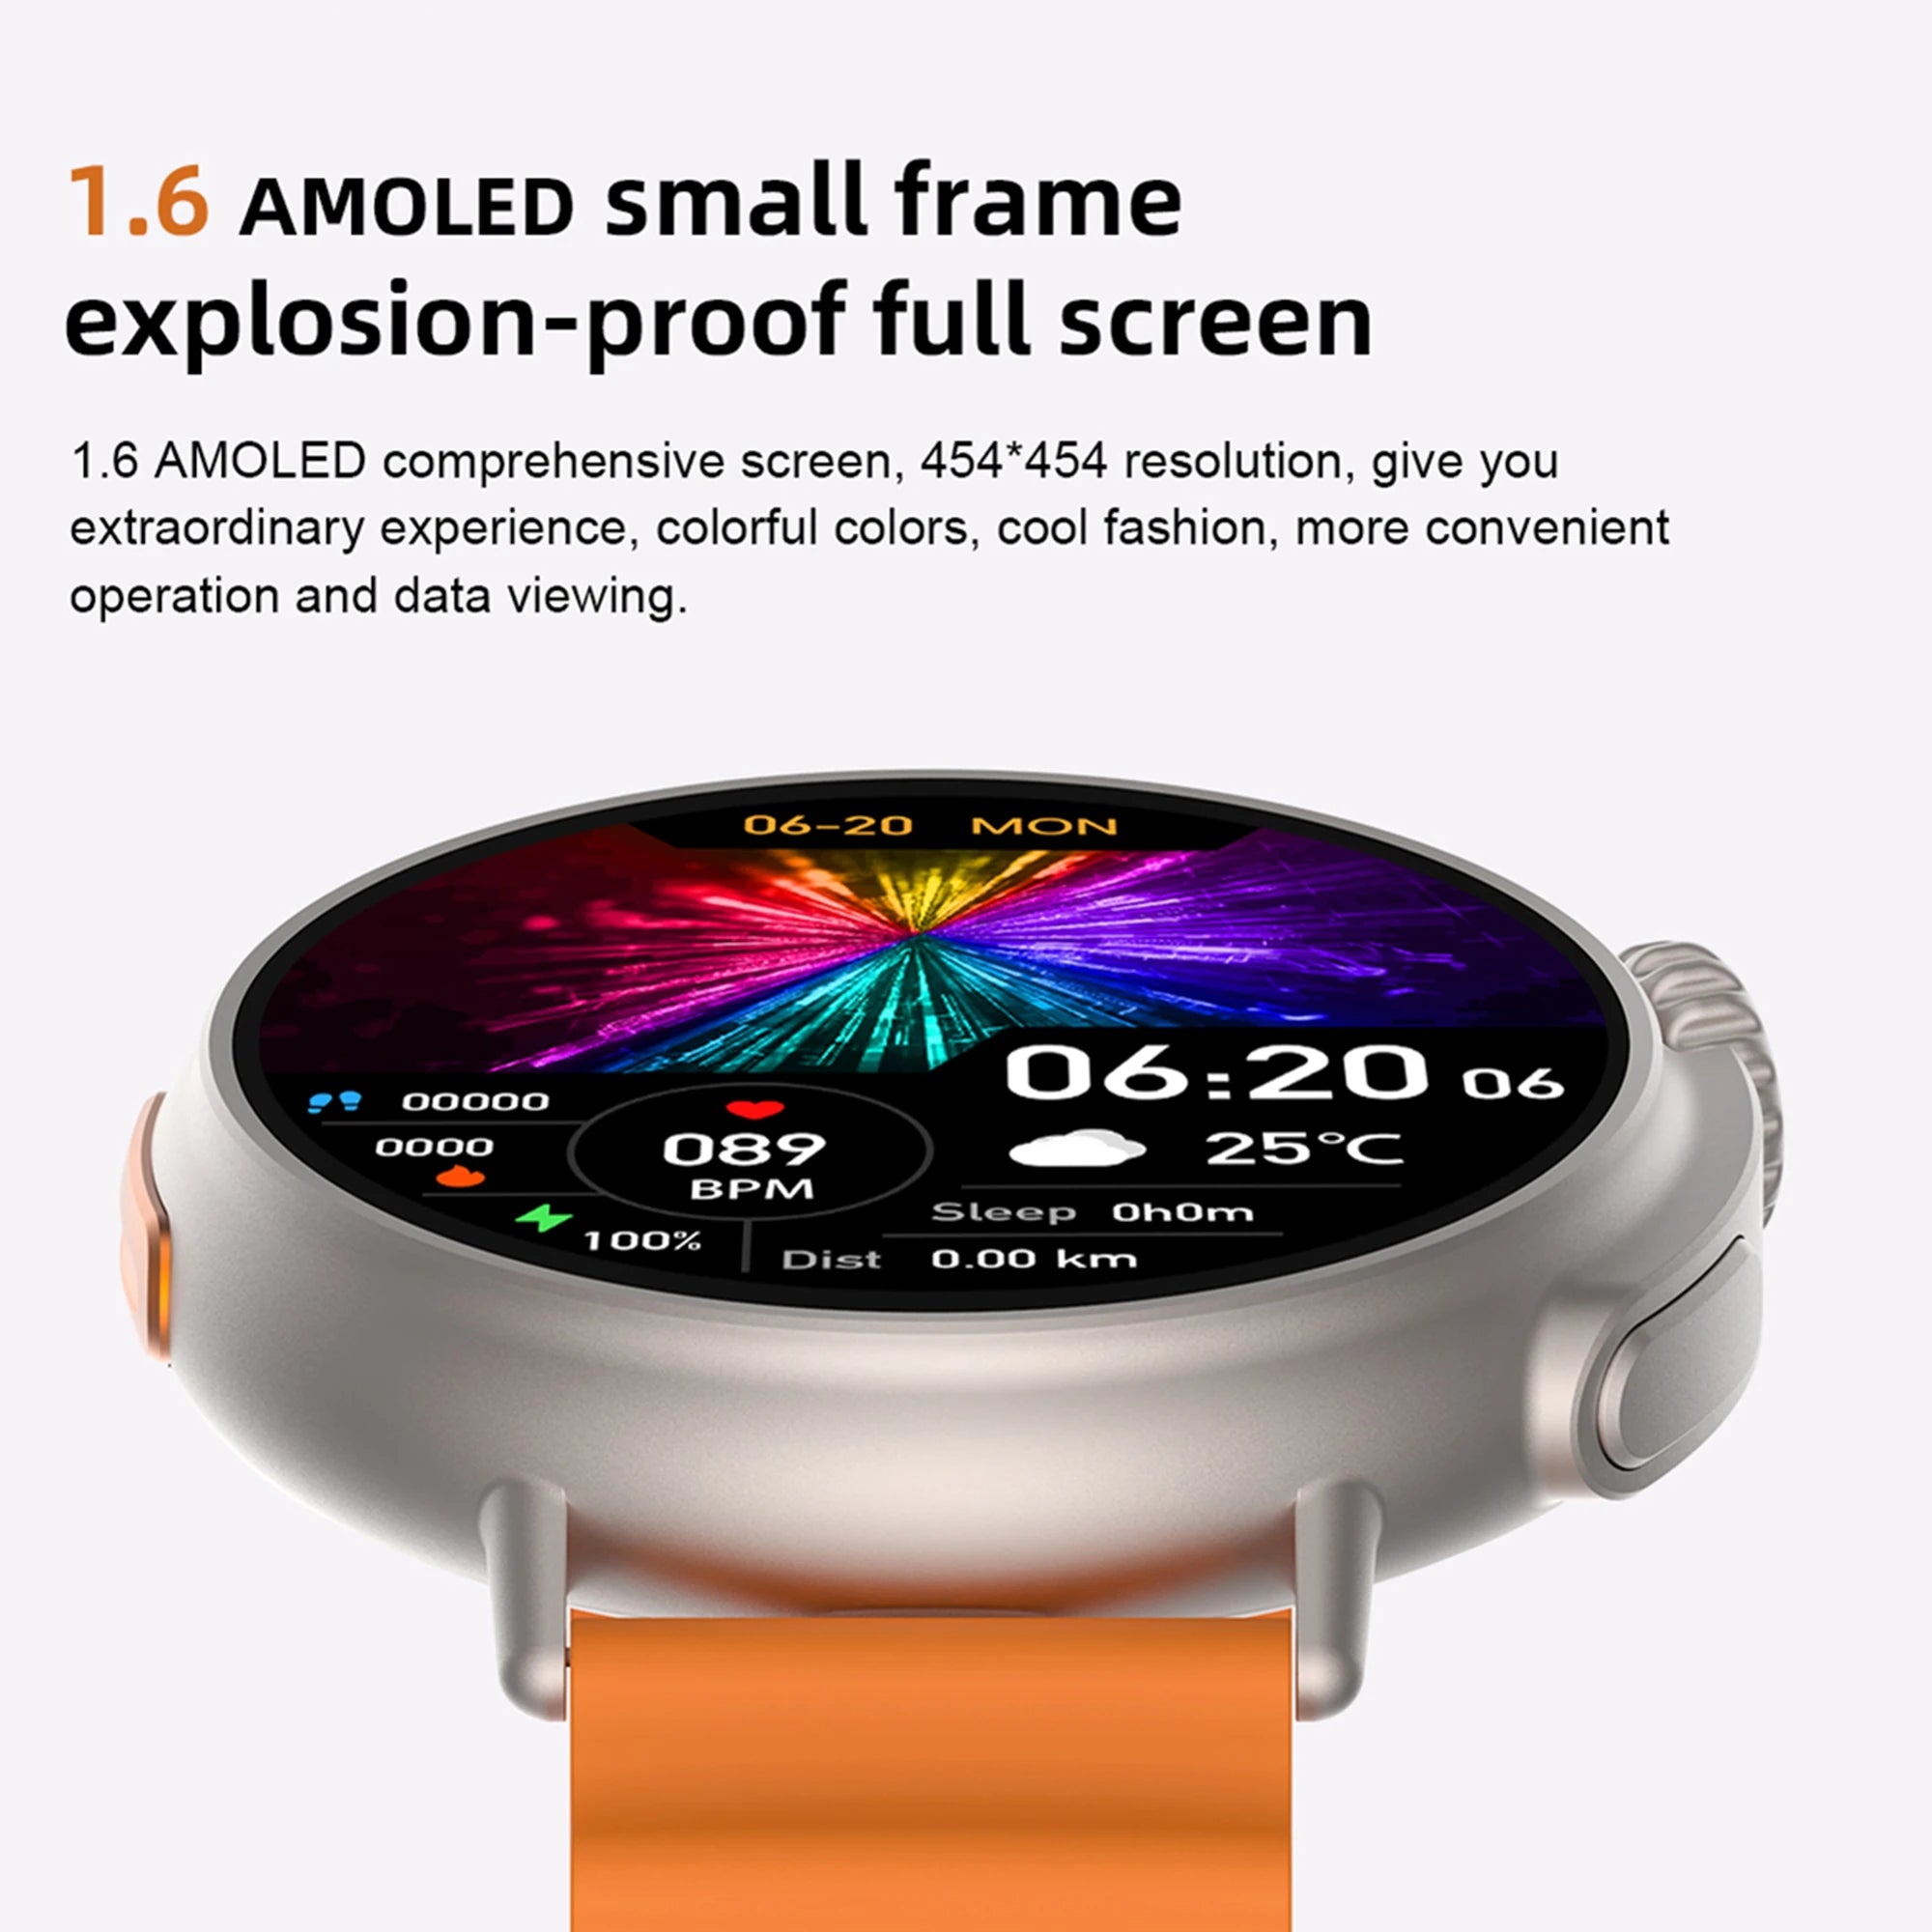 1.6 AMOLED small frame
explosion-proof full screen
1.6 AMOLED comprehensive screen, 454*454 resolution, give you
extraordinary experience, colorful colors, cool fashion, more convenient
operation and data viewing.
06-20 MON
06:20 06
00000
0000
089
BPM
25°C
Sleep 0h0m
100%
Dist 0.00 km